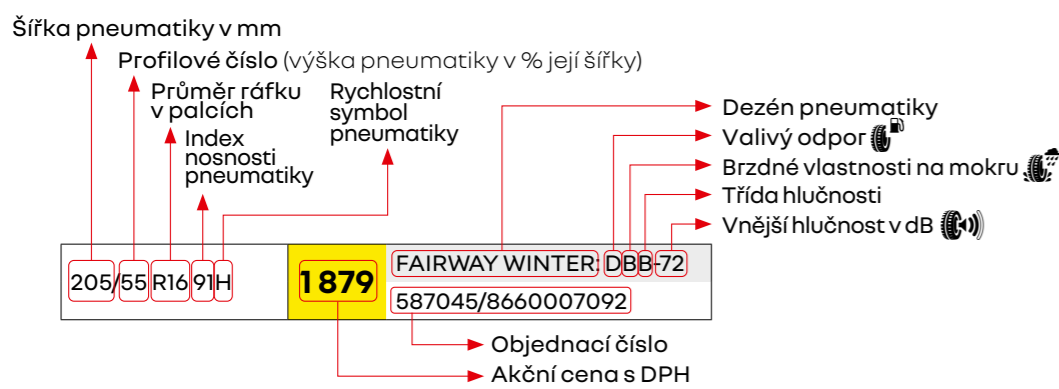 Šířka pneumatiky v mm
Profilové číslo (výška pneumatiky v % její šířky)
Průměr ráfku
v palcích
Index
nosnosti
pneumatiky
Rychlostní
symbol
pneumatiky
Dezén pneumatiky
Valivý odpor
Brzdné vlastnosti na mokru
Třída hlučnosti
Vnější hlučnost v dB
205/55 R16 91H
1 879
FAIRWAY WINTER: DBB-72
587045/8660007092
Objednací číslo
Akční cena s DPH